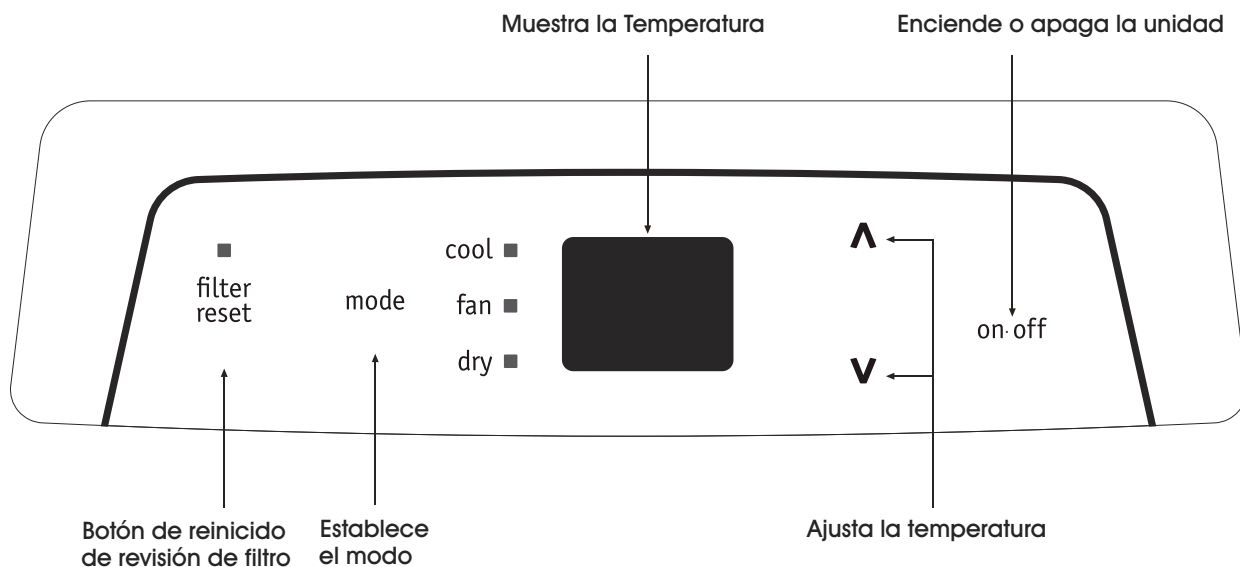 Muestra la Temperatura
Enciende o apaga la unidad
filter
reset
mode
cool
fan
dry
on·off
Botón de reinicido
de revisión de filtro
Establece
el modo
Ajusta la temperatura